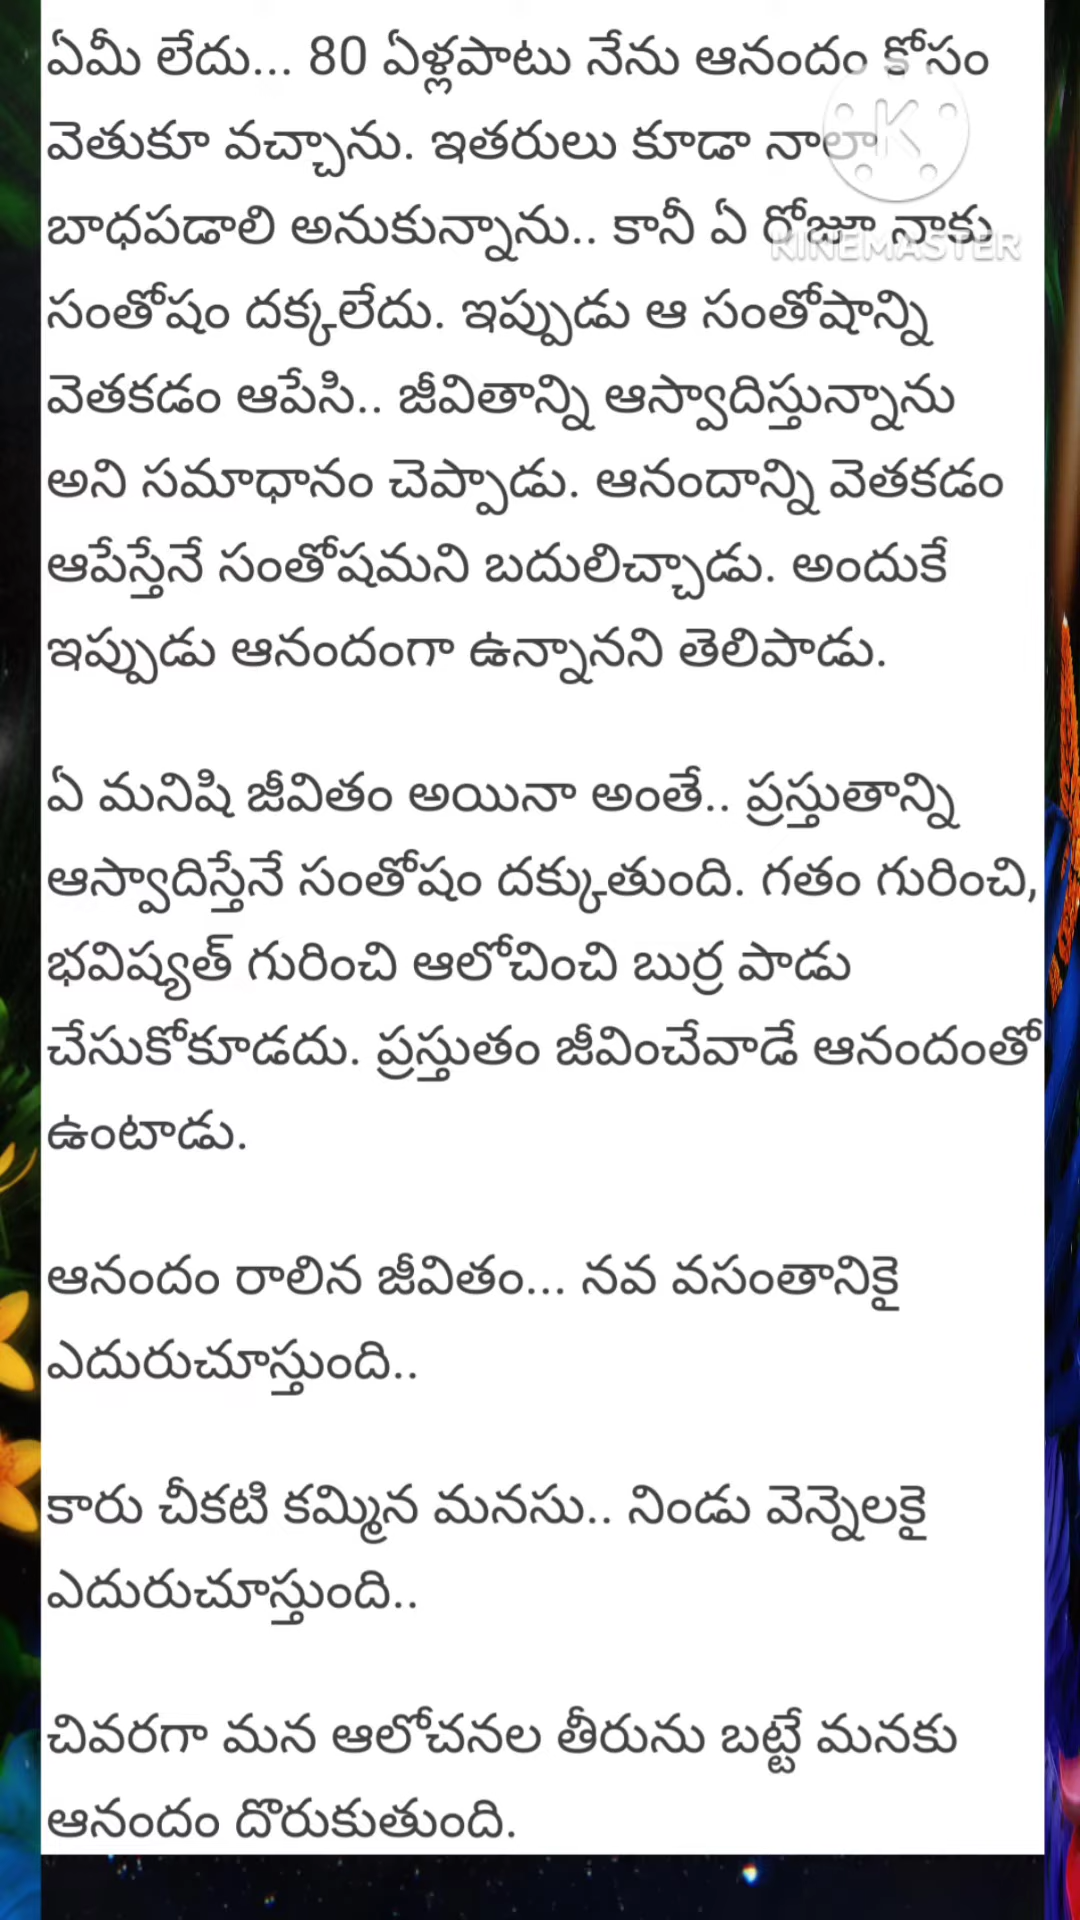 ఏమీ లేదు... 80 ఏళ్లపాటు నేను ఆనందం కోసం
వెతుకూ వచ్చాను. ఇతరులు కూడా నాలా
బాధపడాలి అనుకున్నాను.. కానీ ఏ రోజూ నాకు
KINEMASTER
సంతోషం దక్కలేదు. ఇప్పుడు ఆ సంతోషాన్ని
వెతకడం ఆపేసి.. జీవితాన్ని ఆస్వాదిస్తున్నాను
అని సమాధానం చెప్పాడు. ఆనందాన్ని వెతకడం
ఆపేస్తేనే సంతోషమని బదులిచ్చాడు. అందుకే
ఇప్పుడు ఆనందంగా ఉన్నానని తెలిపాడు.
ఏ మనిషి జీవితం అయినా అంతే.. ప్రస్తుతాన్ని
ఆస్వాదిస్తేనే సంతోషం దక్కుతుంది. గతం గురించి,
భవిష్యత్ గురించి ఆలోచించి బుర్ర పాడు
చేసుకోకూడదు. ప్రస్తుతం జీవించేవాడే ఆనందంతో
ఉంటాడు.
ఆనందం రాలిన జీవితం... నవ వసంతానికై
ఎదురుచూస్తుంది..
కారు చీకటి కమ్మిన మనసు.. నిండు వెన్నెలకై
ఎదురుచూస్తుంది..
చివరగా మన ఆలోచనల తీరును బట్టే మనకు
ఆనందం దొరుకుతుంది.